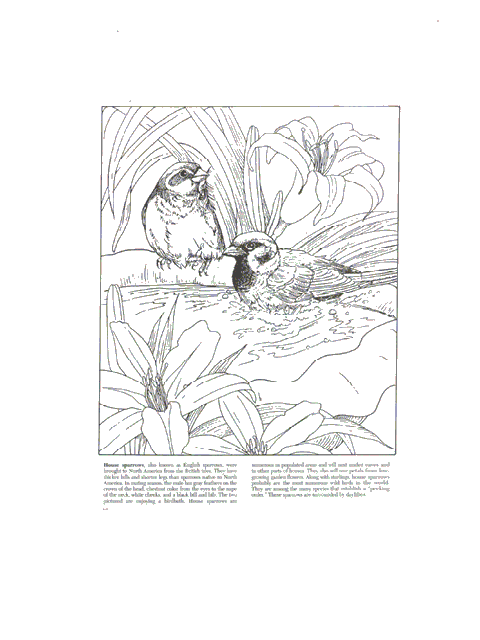 House sparrows, also known as English sparrows, were
brought to North America from the British Isles. They have
thicker bills and shorter legs than sparrows native to North
America. In mating season, the male has gray feathers on the
crown of the head, chestnut color from the eyes to the nape
of the neck, white cheeks, and a black bill and bib. The two
pictured are enjoying a birdbath. House sparrows are
numerous in populated areas and will nest under eaves and
in other parts of houses. They also will use petals from
growing garden flowers. Along with starlings, house sparrows
probably are the most numerous wild birds in the world.
They are among the many species that establish a "pecking
order." These sparrows are surrounded by daylilies.